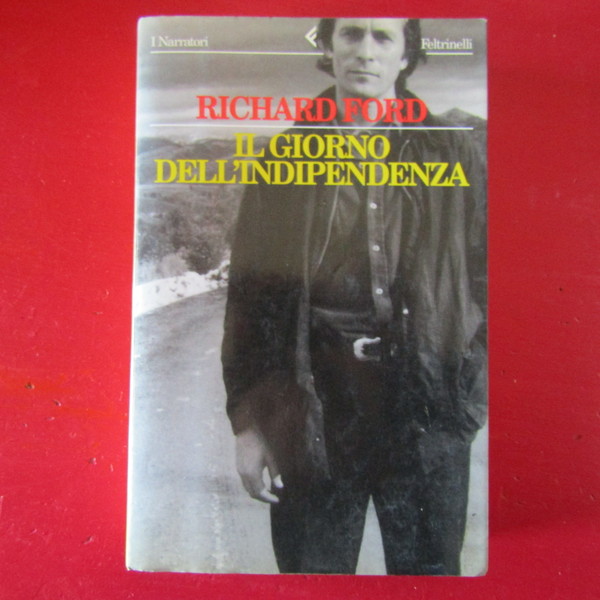 I Narratori
Feltrinelli
RICHARD FORD
IL GIORNO
DELL'INDIPENDENZA